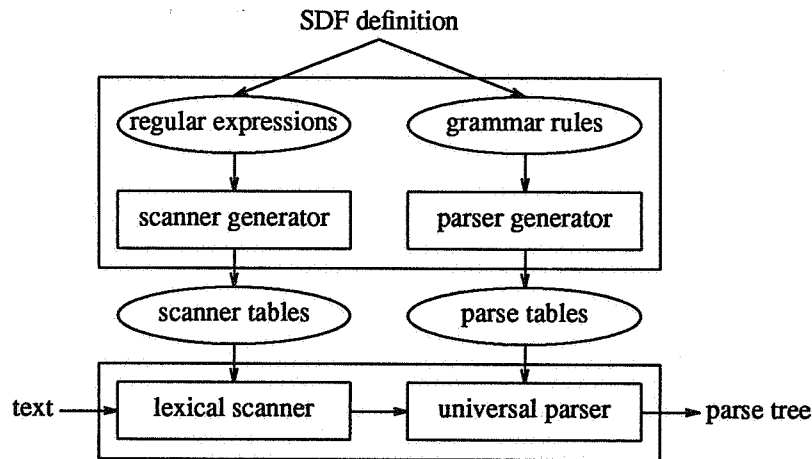 SDF definition
regular expressions
grammar rules
scanner generator
parser generator
scanner tables
parse tables
text
lexical scanner
universal parser
parse tree